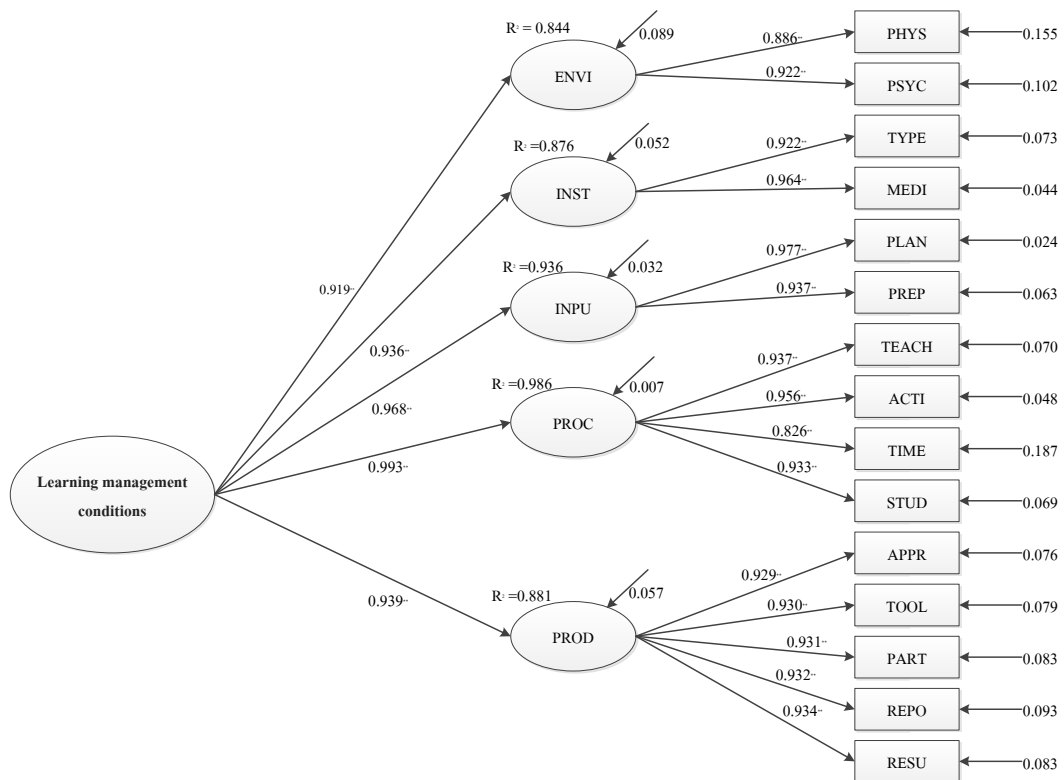 R² =0.844
0.089
ENVI
0.886**
PHYS
0.155
0.922**
PSYC
0.102
R² =0.876
0.052
INST
0.922**
TYPE
0.073
0.964**
MEDI
0.044
R² =0.936
0.032
INPU
0.977**
PLAN
0.024
0.937**
PREP
0.063
R² =0.986
0.007
PROC
0.937**
TEACH
0.070
0.956**
ACTI
0.048
0.826**
TIME
0.187
0.933**
STUD
0.069
R² =0.881
0.057
PROD
0.929**
APPR
0.076
0.930**
TOOL
0.079
0.931**
PART
0.083
0.932**
REPO
0.093
0.934**
RESU
0.083
0.919**
0.936**
0.968**
0.993**
0.939**
Learning management
conditions